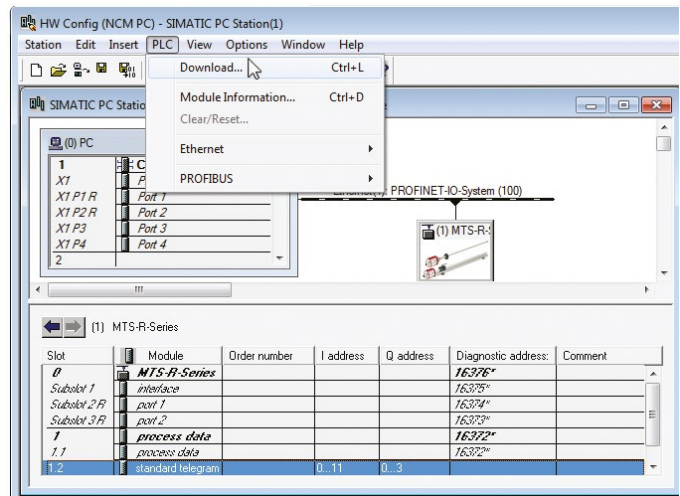 HW Config (NCM PC) - SIMATIC PC Station(1)
Station Edit Insert PLC View Options Window Help
Download... Ctrl+L
Module Information... Ctrl+D
Clear/Reset...
Ethernet
PROFIBUS
SIMATIC PC Statio
(0) PC
1 C
X1 P
X1 P1 R Port 1
X1 P2 R Port 2
X1 P3 Port 3
X1 P4 Port 4
2
: PROFINET-IO-System (100)
(1) MTS-R-S
(1) MTS-R-Series
Slot Module Order number I address Q address Diagnostic address: Comment
0 MTS-R-Series 16376*
Subslot 1 interface 16375*
Subslot 2 R port 1 16374*
Subslot 3 R port 2 16373*
1 process data 16372*
1.1 process data 16372*
1.2 standard telegram 0...11 0...3